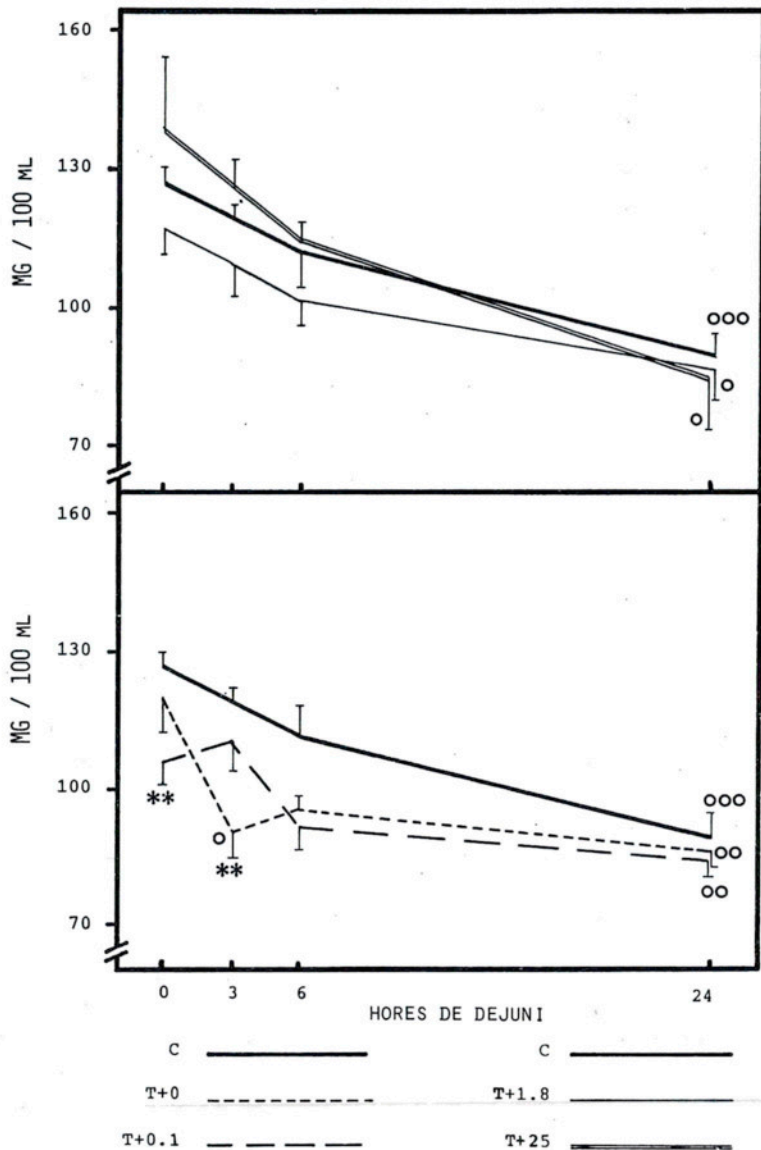 160
130
100
70
MG / 100 ML
ooo
o
o
160
130
100
70
MG / 100 ML
**
o
**
ooo
oo
oo
0 3 6 24
HORES DE DEJUNI
C C
T+0 T+1.8
T+0.1 T+25